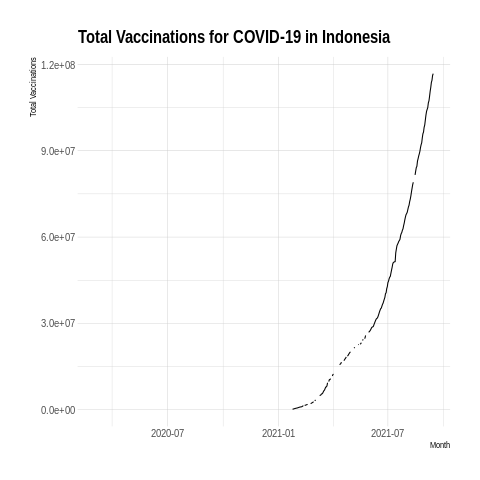 Total Vaccinations for COVID-19 in Indonesia
Total Vaccinations
1.2e+08
9.0e+07
6.0e+07
3.0e+07
0.0e+00
2020-07
2021-01
2021-07
Month